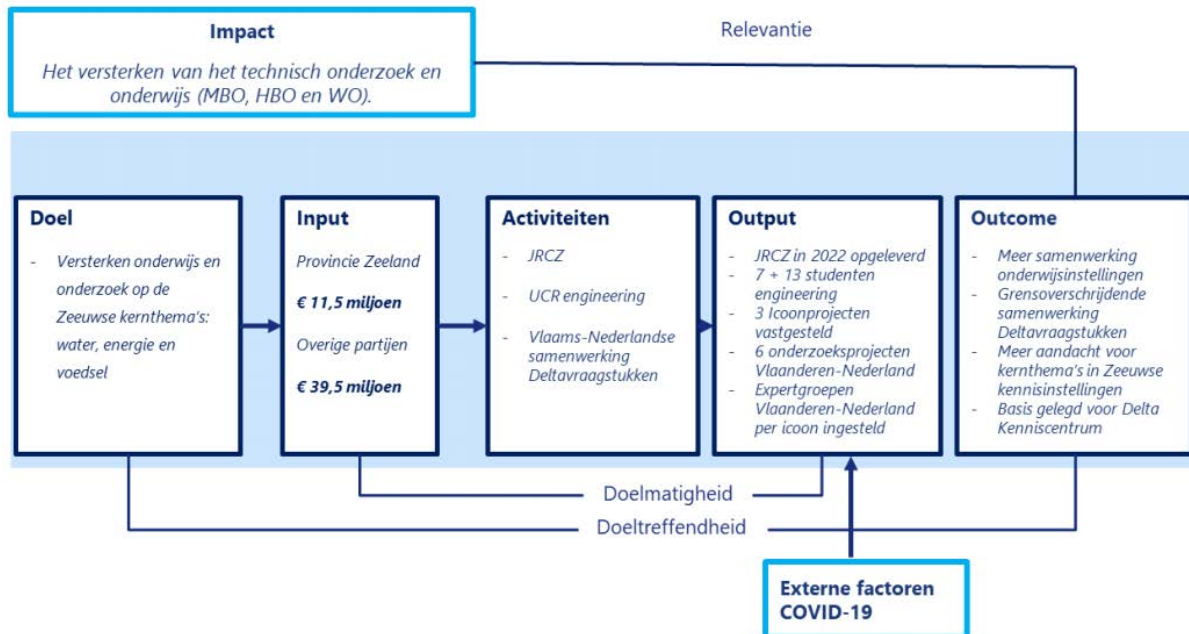 Impact
Het versterken van het technisch onderzoek en
onderwijs (MBO, HBO en WO).
Relevantie
Doel
- Versterken onderwijs en
onderzoek op de
Zeeuwse kernthema's:
water, energie en
voedsel
Input
Provincie Zeeland
€ 11,5 miljoen
Overige partijen
€ 39,5 miljoen
Activiteiten
- JRCZ
- UCR engineering
- Vlaams-Nederlandse
samenwerking
Deltavraagstukken
Output
- JRCZ in 2022 opgeleverd
- 7 + 13 studenten
engineering
- 3 Icoonprojecten
vastgesteld
- 6 onderzoeksprojecten
Vlaanderen-Nederland
- Expertgroepen
Vlaanderen-Nederland
per icoon ingesteld
Outcome
- Meer samenwerking
onderwijsinstellingen
- Grensoverschrijdende
samenwerking
Deltavraagstukken
- Meer aandacht voor
kernthema's in Zeeuwse
kennisinstellingen
- Basis gelegd voor Delta
Kenniscentrum
Doelmatigheid
Doeltreffendheid
Externe factoren
COVID-19